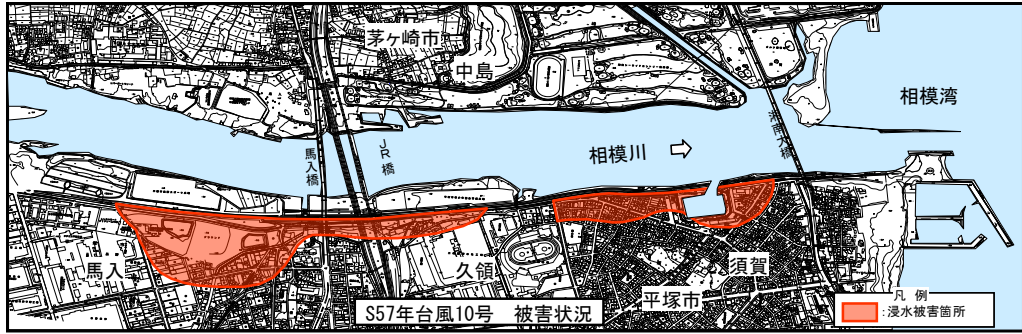 茅ヶ崎市
中島
相模湾
湘南大橋
馬入橋
JR橋
相模川 ⇨
馬入
久領
須賀
平塚市
S57年台風10号 被害状況
凡 例
:浸水被害箇所